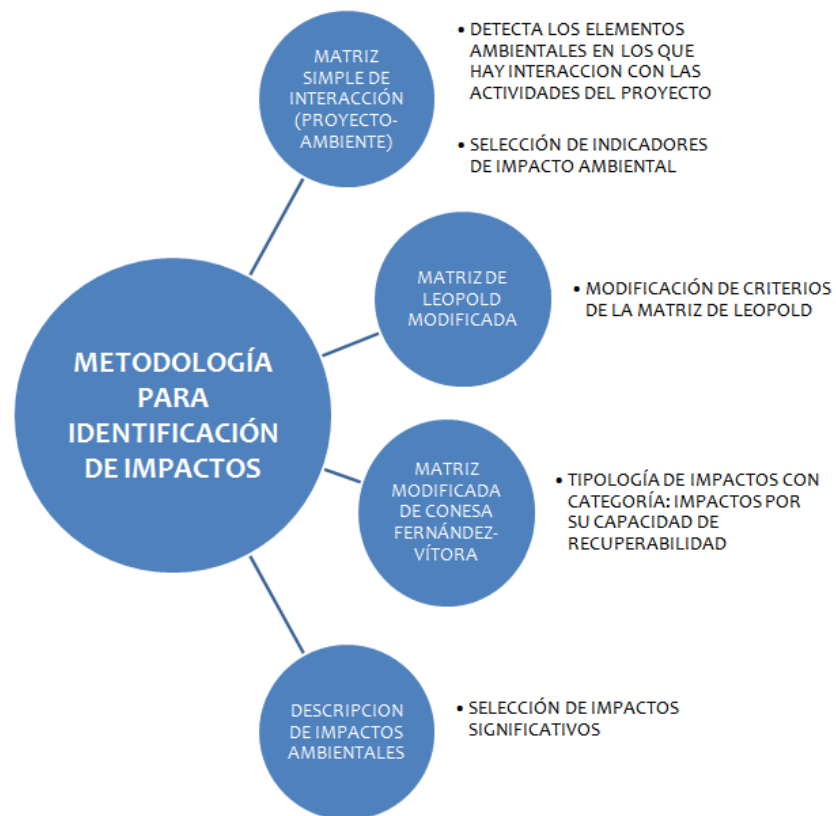 MATRIZ
SIMPLE DE
INTERACCIÓN
(PROYECTO-
AMBIENTE)
• DETECTA LOS ELEMENTOS
AMBIENTALES EN LOS QUE
HAY INTERACCION CON LAS
ACTIVIDADES DEL PROYECTO
• SELECCIÓN DE INDICADORES
DE IMPACTO AMBIENTAL
MATRIZ DE
LEOPOLD
MODIFICADA
• MODIFICACIÓN DE CRITERIOS
DE LA MATRIZ DE LEOPOLD
METODOLOGÍA
PARA
IDENTIFICACIÓN
DE IMPACTOS
MATRIZ
MODIFICADA
DE CONESA
FERNÁNDEZ-
VÍTORA
• TIPOLOGÍA DE IMPACTOS CON
CATEGORÍA: IMPACTOS POR
SU CAPACIDAD DE
RECUPERABILIDAD
DESCRIPCION
DE IMPACTOS
AMBIENTALES
• SELECCIÓN DE IMPACTOS
SIGNIFICATIVOS